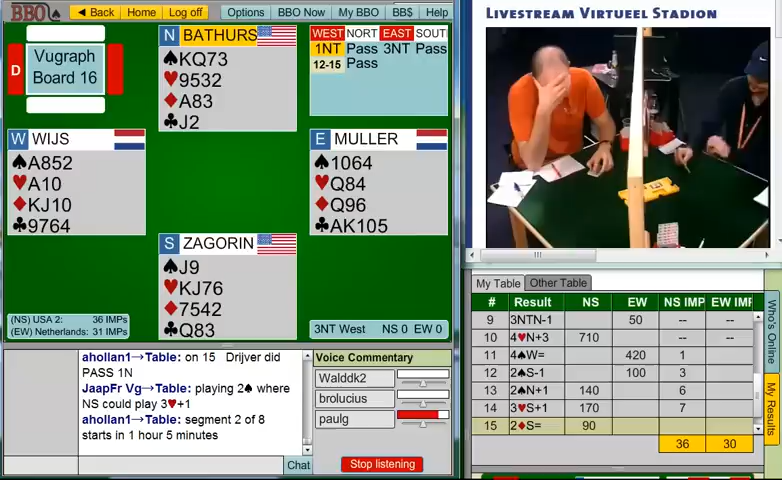 BBO Back Home Log off Options BBO Now My BBO BB$ Help
D
Vugraph
Board 16
N BATHURS
♠KQ73
♥9532
♦A83
♣J2
WEST NORT EAST SOUT
1NT Pass 3NT Pass
12-15 Pass
W WIJS
♠A852
♥A10
♦KJ10
♣9764
E MULLER
♠1064
♥Q84
♦Q96
♣AK105
S ZAGORIN
♠J9
♥KJ76
♦7542
♣Q83
(NS) USA 2: 36 IMPs
(EW) Netherlands: 31 IMPs
3NT West NS 0 EW 0
ahollan1→Table: on 15 Drijver did
PASS 1N
JaapFr Vg→Table: playing 2♠ where
NS could play 3♥+1
ahollan1→Table: segment 2 of 8
starts in 1 hour 5 minutes
Chat
Voice Commentary
Walddk2
brolucius
paulg
Stop listening
Livestream Virtueel Stadion
My Table Other Table
# Result NS EW NS IMP EW IMF
9 3NTN-1 50 -- --
10 4♥N+3 710 -- --
11 4♠W= 420 1
12 2♠S-1 100 3
13 2♠N+1 140 6
14 3♥S+1 170 7
15 2♦S= 90
36 30
Who's Online
My Results